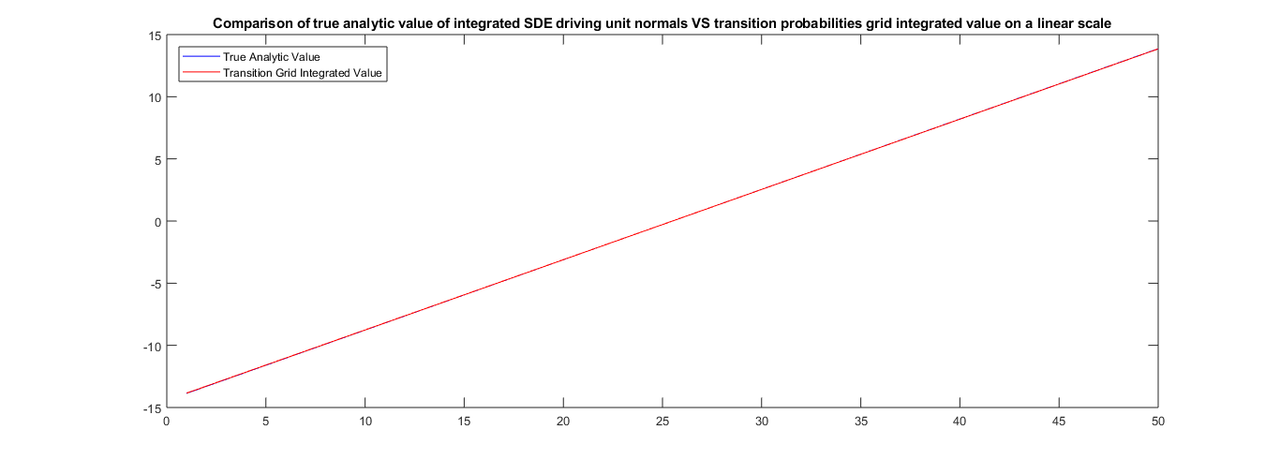 Comparison of true analytic value of integrated SDE driving unit normals VS transition probabilities grid integrated value on a linear scale
True Analytic Value
Transition Grid Integrated Value
15
10
5
0
-5
-10
-15
0 5 10 15 20 25 30 35 40 45 50